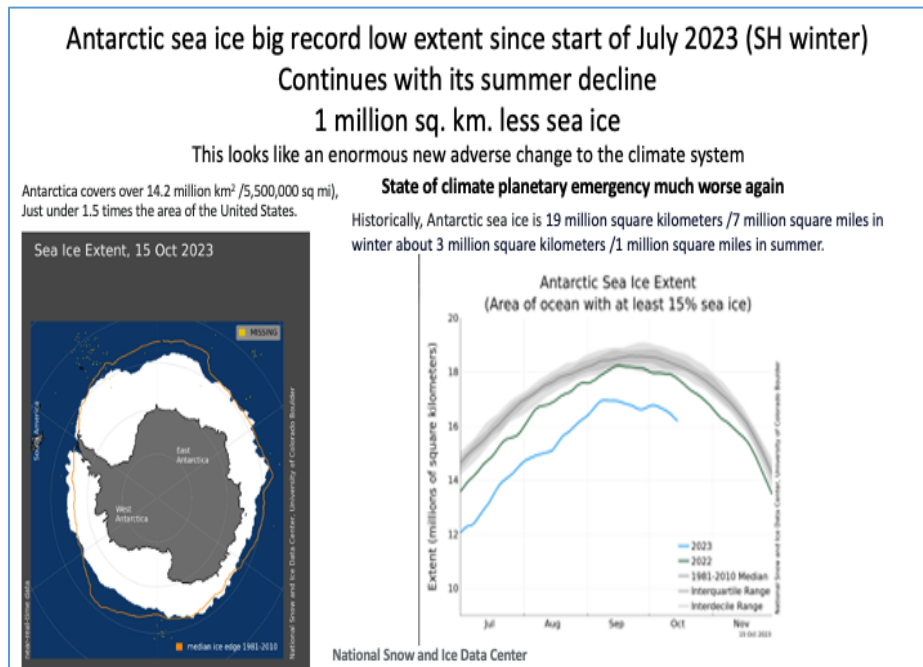 Antarctic sea ice big record low extent since start of July 2023 (SH winter)
Continues with its summer decline
1 million sq. km. less sea ice
This looks like an enormous new adverse change to the climate system
Antarctica covers over 14.2 million km² /5,500,000 sq mi),
Just under 1.5 times the area of the United States.
State of climate planetary emergency much worse again
Historically, Antarctic sea ice is 19 million square kilometers /7 million square miles in
winter about 3 million square kilometers /1 million square miles in summer.
Sea Ice Extent, 15 Oct 2023
MISSING
South America
East
Antarctica
West
Antarctica
near-real-time data
National Snow and Ice Data Center, University of Colorado Boulder
median ice edge 1981-2010
Antarctic Sea Ice Extent
(Area of ocean with at least 15% sea ice)
Extent (millions of square kilometers)
20
18
16
14
12
10
2023
2022
1981-2010 Median
Interquartile Range
Interdecile Range
Jul
Aug
Sep
Oct
Nov
15 Oct 2023
National Snow and Ice Data Center, University of Colorado Boulder
National Snow and Ice Data Center